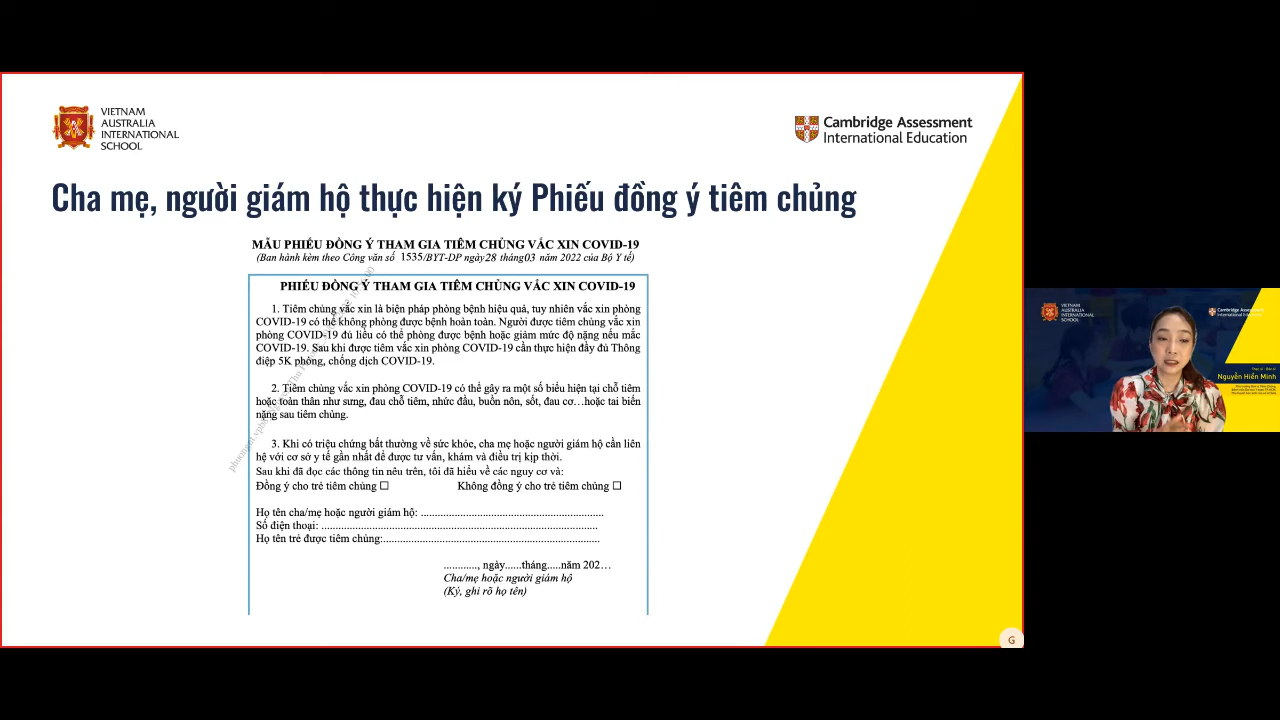 VIETNAM
AUSTRALIA
INTERNATIONAL
SCHOOL
Cambridge Assessment
International Education
Cha mẹ, người giám hộ thực hiện ký Phiếu đồng ý tiêm chủng
MẪU PHIẾU ĐỒNG Ý THAM GIA TIÊM CHỦNG VẮC XIN COVID-19
(Ban hành kèm theo Công văn số 1535/BYT-DP ngày 28 tháng 03 năm 2022 của Bộ Y tế)
PHIẾU ĐỒNG Ý THAM GIA TIÊM CHỦNG VẮC XIN COVID-19
1. Tiêm chủng vắc xin là biện pháp phòng bệnh hiệu quả, tuy nhiên vắc xin phòng
COVID-19 có thể không phòng được bệnh hoàn toàn. Người được tiêm chủng vắc xin
phòng COVID-19 đủ liều có thể phòng được bệnh hoặc giảm mức độ nặng nếu mắc
COVID-19. Sau khi được tiêm vắc xin phòng COVID-19 cần thực hiện đầy đủ Thông
điệp 5K phòng, chống dịch COVID-19.
2. Tiêm chủng vắc xin phòng COVID-19 có thể gây ra một số biểu hiện tại chỗ tiêm
hoặc toàn thân như sưng, đau chỗ tiêm, nhức đầu, buồn nôn, sốt, đau cơ…hoặc tai biến
nặng sau tiêm chủng.
3. Khi có triệu chứng bất thường về sức khỏe, cha mẹ hoặc người giám hộ cần liên
hệ với cơ sở y tế gần nhất để được tư vấn, khám và điều trị kịp thời.
Sau khi đã đọc các thông tin nêu trên, tôi đã hiểu về các nguy cơ và:
Đồng ý cho trẻ tiêm chủng ☐ Không đồng ý cho trẻ tiêm chủng ☐
Họ tên cha/mẹ hoặc người giám hộ: ................................................................
Số điện thoại: ................................................................................................
Họ tên trẻ được tiêm chủng:............................................................................
............, ngày......tháng.....năm 202…
Cha/mẹ hoặc người giám hộ
(Ký, ghi rõ họ tên)
G
VIETNAM
AUSTRALIA
INTERNATIONAL
SCHOOL
Cambridge Assessment
International Education
Nguyễn Hiền Minh